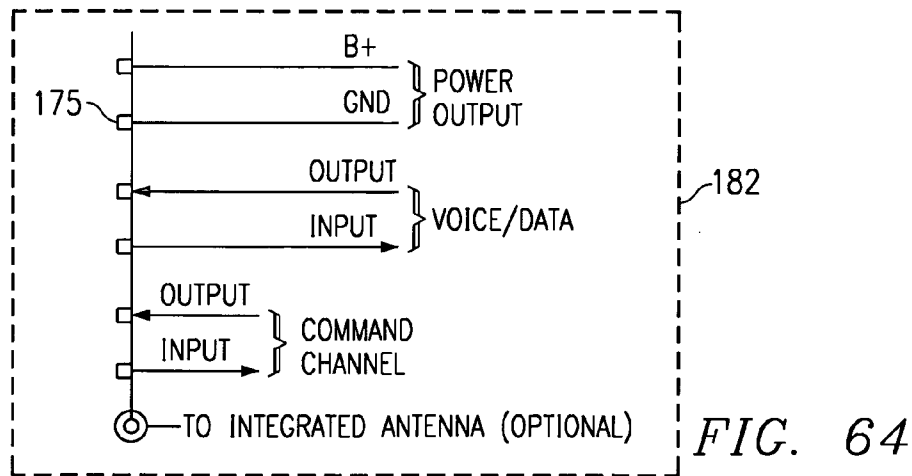 B+
175
GND
POWER
OUTPUT
OUTPUT
INPUT
VOICE/DATA
182
OUTPUT
INPUT
COMMAND
CHANNEL
TO INTEGRATED ANTENNA (OPTIONAL)
FIG. 64